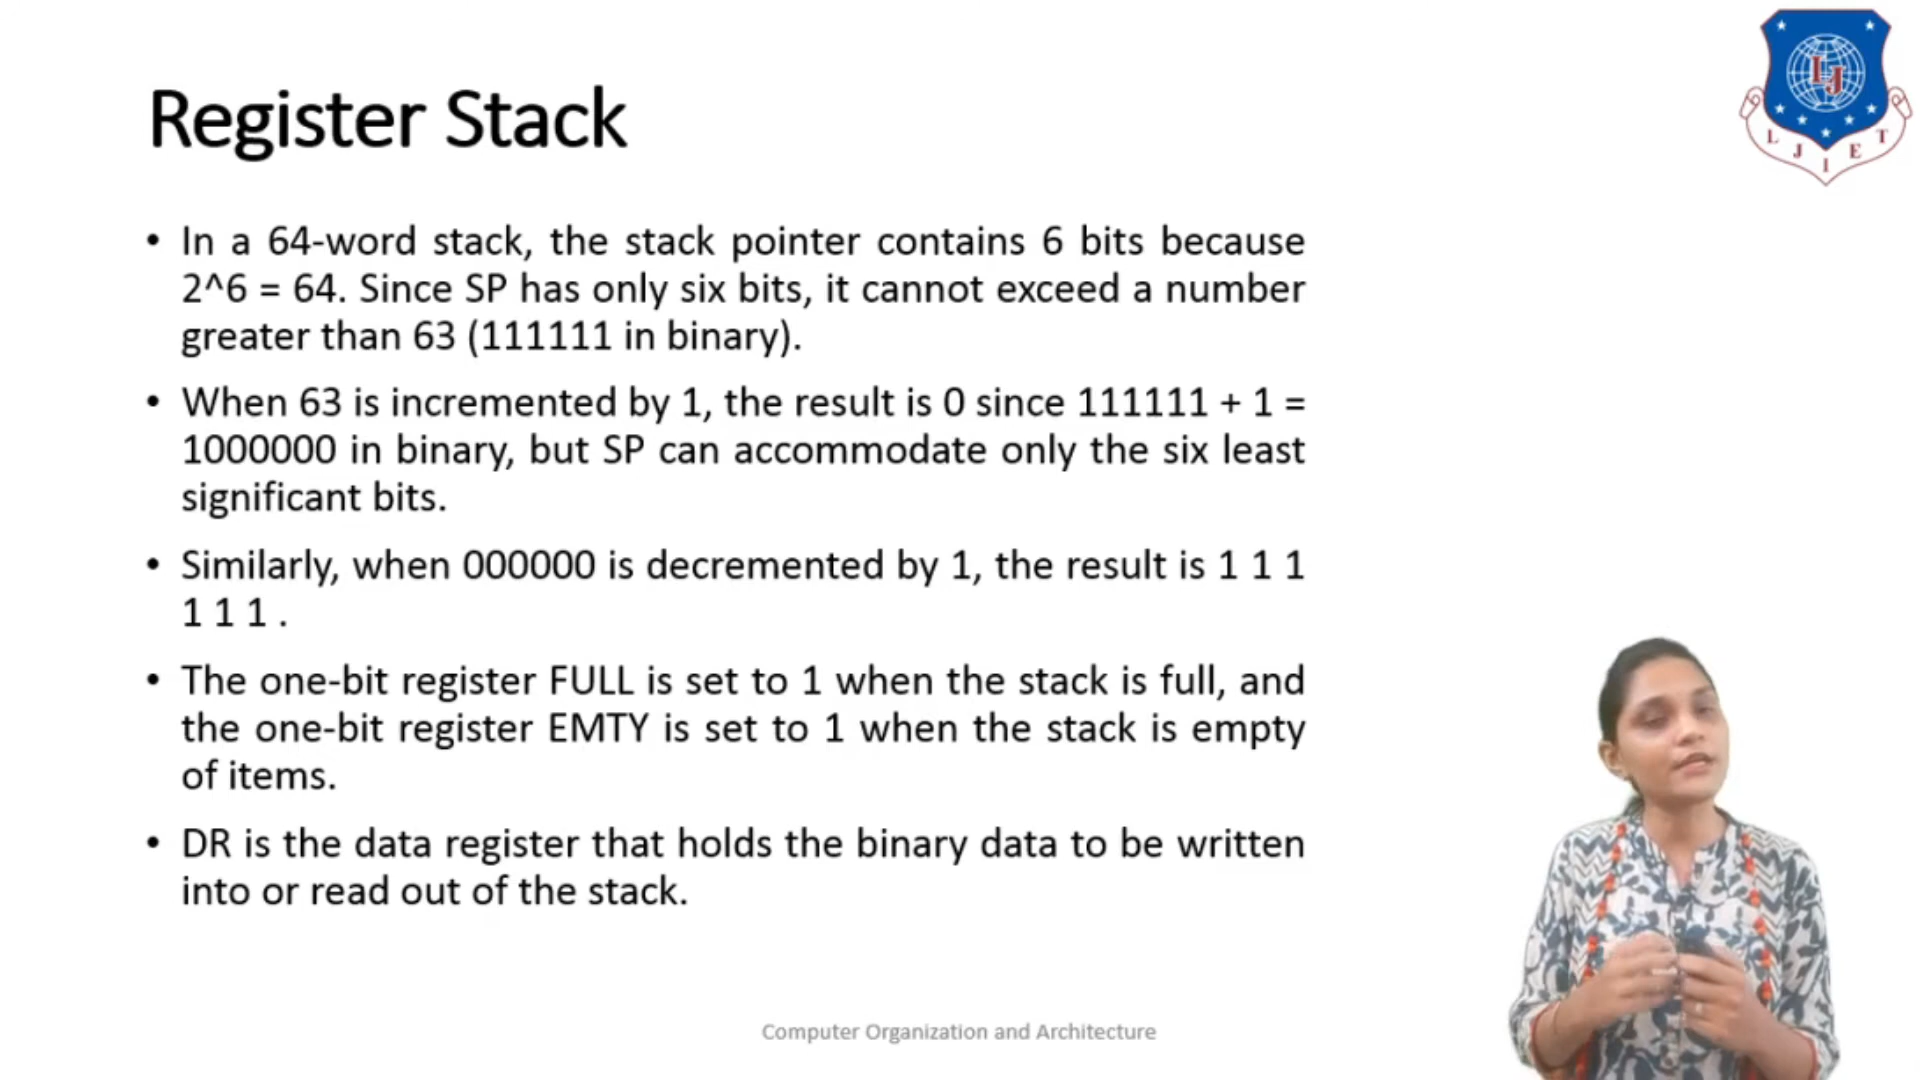 Register Stack
• In a 64-word stack, the stack pointer contains 6 bits because
2^6 = 64. Since SP has only six bits, it cannot exceed a number
greater than 63 (111111 in binary).
• When 63 is incremented by 1, the result is 0 since 111111 + 1 =
1000000 in binary, but SP can accommodate only the six least
significant bits.
• Similarly, when 000000 is decremented by 1, the result is 1 1 1
1 1 1 .
• The one-bit register FULL is set to 1 when the stack is full, and
the one-bit register EMTY is set to 1 when the stack is empty
of items.
• DR is the data register that holds the binary data to be written
into or read out of the stack.
Computer Organization and Architecture
LJ
L J I E T